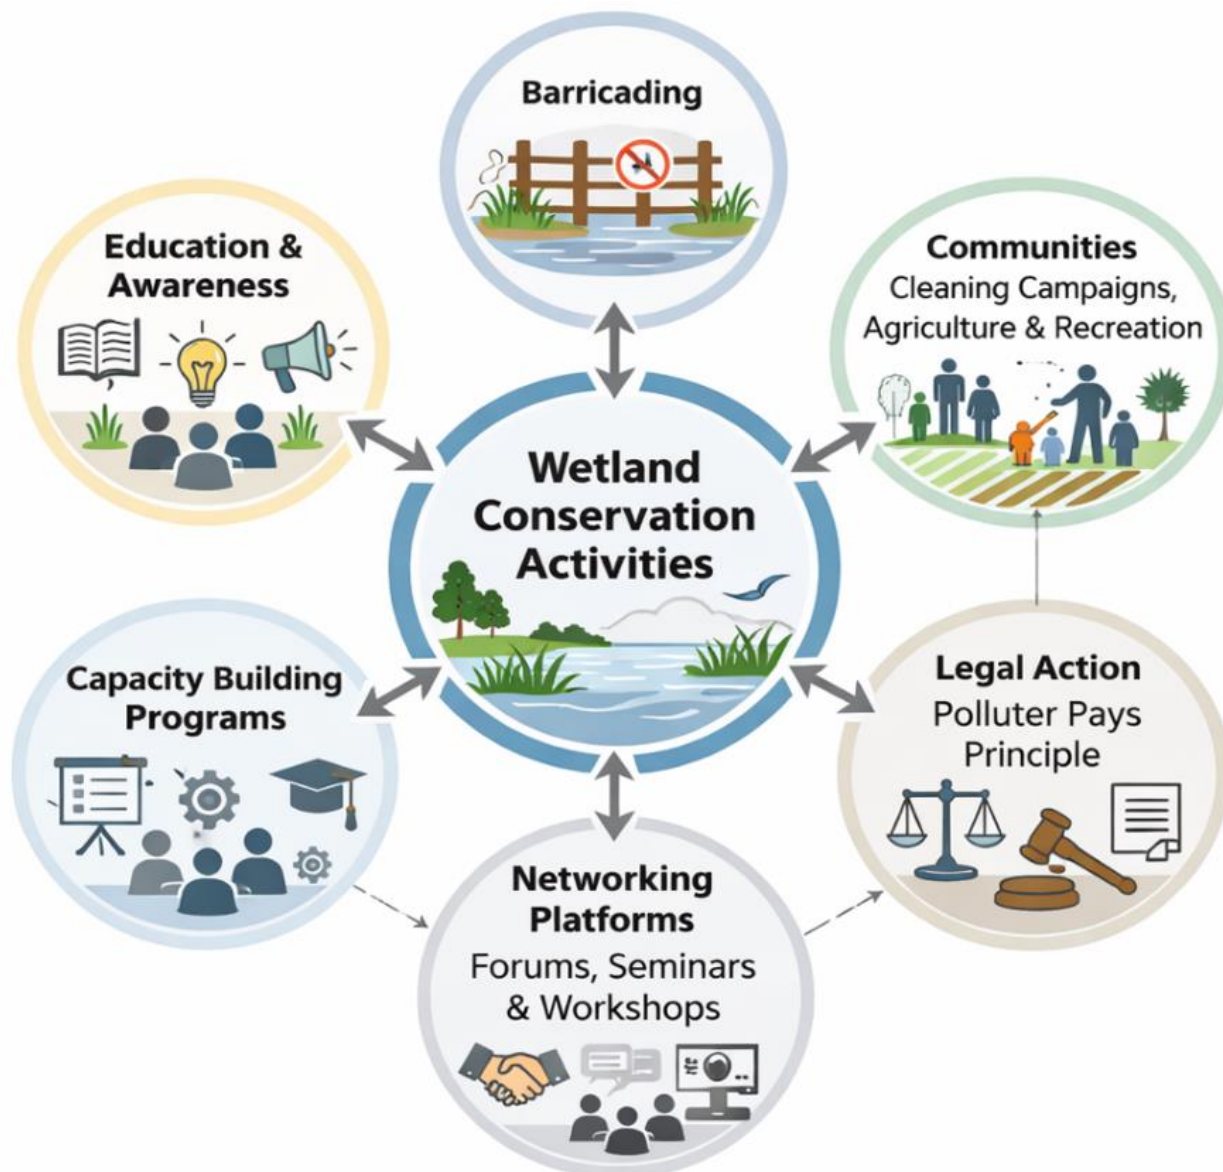 Barricading
Education &
Awareness
Communities
Cleaning Campaigns,
Agriculture & Recreation
Wetland
Conservation
Activities
Capacity Building
Programs
Legal Action
Polluter Pays
Principle
Networking
Platforms
Forums, Seminars
& Workshops